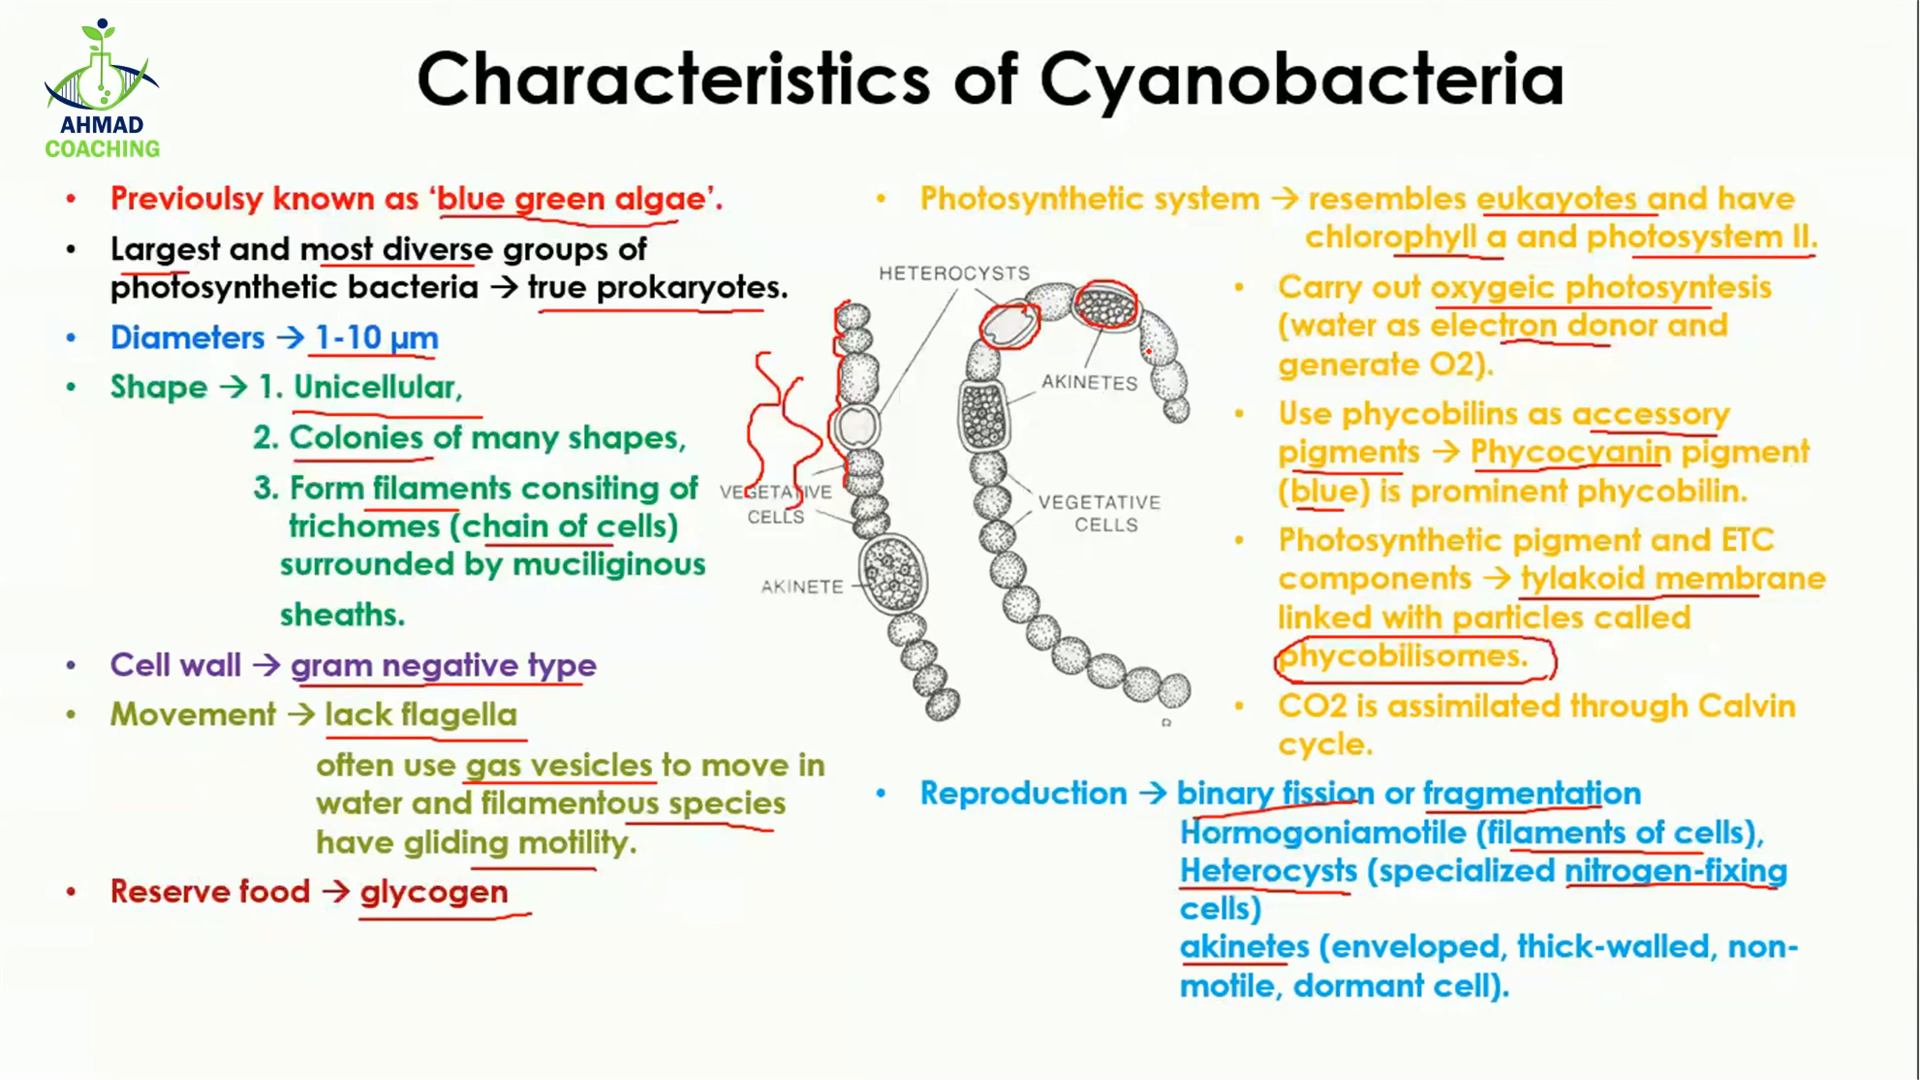 AHMAD
COACHING
Characteristics of Cyanobacteria
• Previoulsy known as ‘blue green algae’.
• Largest and most diverse groups of
photosynthetic bacteria → true prokaryotes.
• Diameters → 1-10 µm
• Shape → 1. Unicellular,
2. Colonies of many shapes,
3. Form filaments consiting of
trichomes (chain of cells)
surrounded by muciliginous
sheaths.
• Cell wall → gram negative type
• Movement → lack flagella
often use gas vesicles to move in
water and filamentous species
have gliding motility.
• Reserve food → glycogen
HETEROCYSTS
AKINETES
VEGETATIVE
CELLS
VEGETATIVE
CELLS
AKINETE
• Photosynthetic system → resembles eukayotes and have
chlorophyll a and photosystem II.
• Carry out oxygeic photosyntesis
(water as electron donor and
generate O2).
• Use phycobilins as accessory
pigments → Phycocyanin pigment
(blue) is prominent phycobilin.
• Photosynthetic pigment and ETC
components → tylakoid membrane
linked with particles called
phycobilisomes.
• CO2 is assimilated through Calvin
cycle.
• Reproduction → binary fission or fragmentation
Hormogoniamotile (filaments of cells),
Heterocysts (specialized nitrogen-fixing
cells)
akinetes (enveloped, thick-walled, non-
motile, dormant cell).